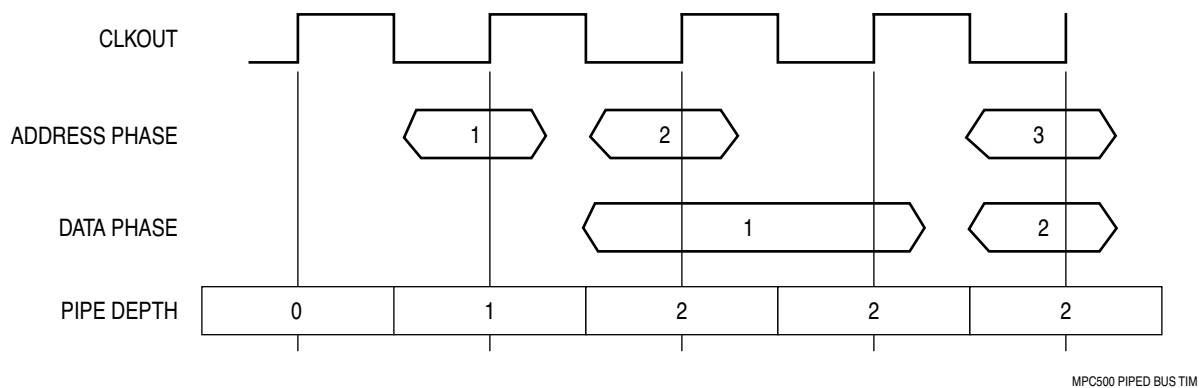 CLKOUT
ADDRESS PHASE 1 2 3
DATA PHASE 1 2
PIPE DEPTH 0 1 2 2 2
MPC500 PIPED BUS TIM